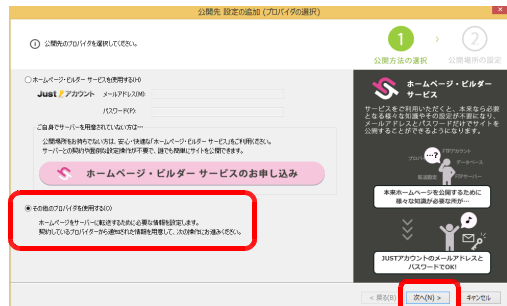 公開先 設定の追加 (プロバイダの選択)
公開先のプロバイダを選択してください。
1
2
公開方法の選択
公開場所の設定
ホームページ・ビルダー サービスを使用する(H)
Justアカウント
メールアドレス(M):
パスワード(P):
ご自身でサーバーを用意されていない方は…
公開場所をお持ちでない方は、安心・快適な「ホームページ・ビルダー サービス」をご利用ください。
サーバーとの契約や面倒な設定操作が不要で、誰でも簡単にサイトを公開できます。
ホームページ・ビルダー サービスのお申し込み
その他のプロバイダを使用する(O)
ホームページをサーバーに転送するために必要な情報を設定します。
契約しているプロバイダーから通知された情報を用意して、次の操作にお進みください。
ホームページ・ビルダー
サービス
サービスをご利用いただくと、本来なら必要
となる様々な知識やその設定が不要になり、
メールアドレスとパスワードだけでサイトを
公開することができるようになります。
FTPアカウント
データベース
転送設定
FTPサーバー
本来ホームページを公開するために
様々な知識が必要な所が…
JUSTアカウントのメールアドレスと
パスワードでOK!
< 戻る(B)
次へ(N) >
キャンセル